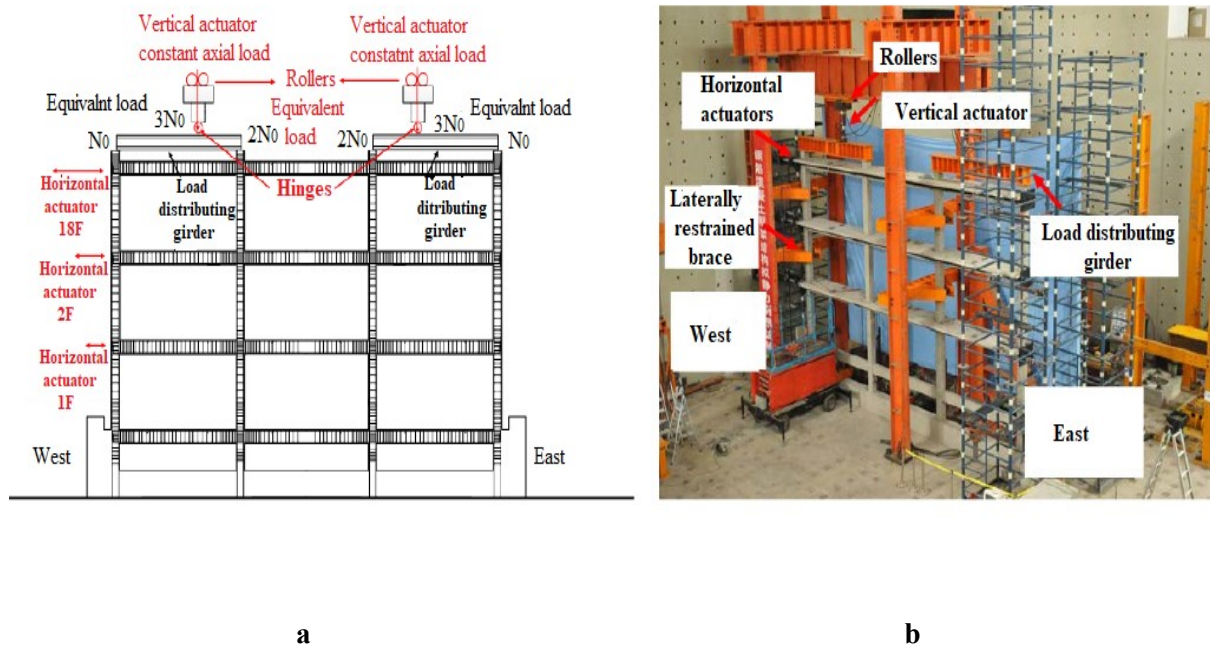 Vertical actuator
constant axial load
Vertical actuator
constatnt axial load
Rollers
Equivalnt load
Equivalent
load
Equivalnt load
N0
3N0
2N0
2N0
3N0
N0
Hinges
Load
distributing
girder
Load
ditributing
girder
Horizontal
actuator
18F
Horizontal
actuator
2F
Horizontal
actuator
1F
West
East
a
Rollers
Horizontal
actuators
Vertical actuator
Laterally
restrained
brace
Load distributing
girder
West
East
b